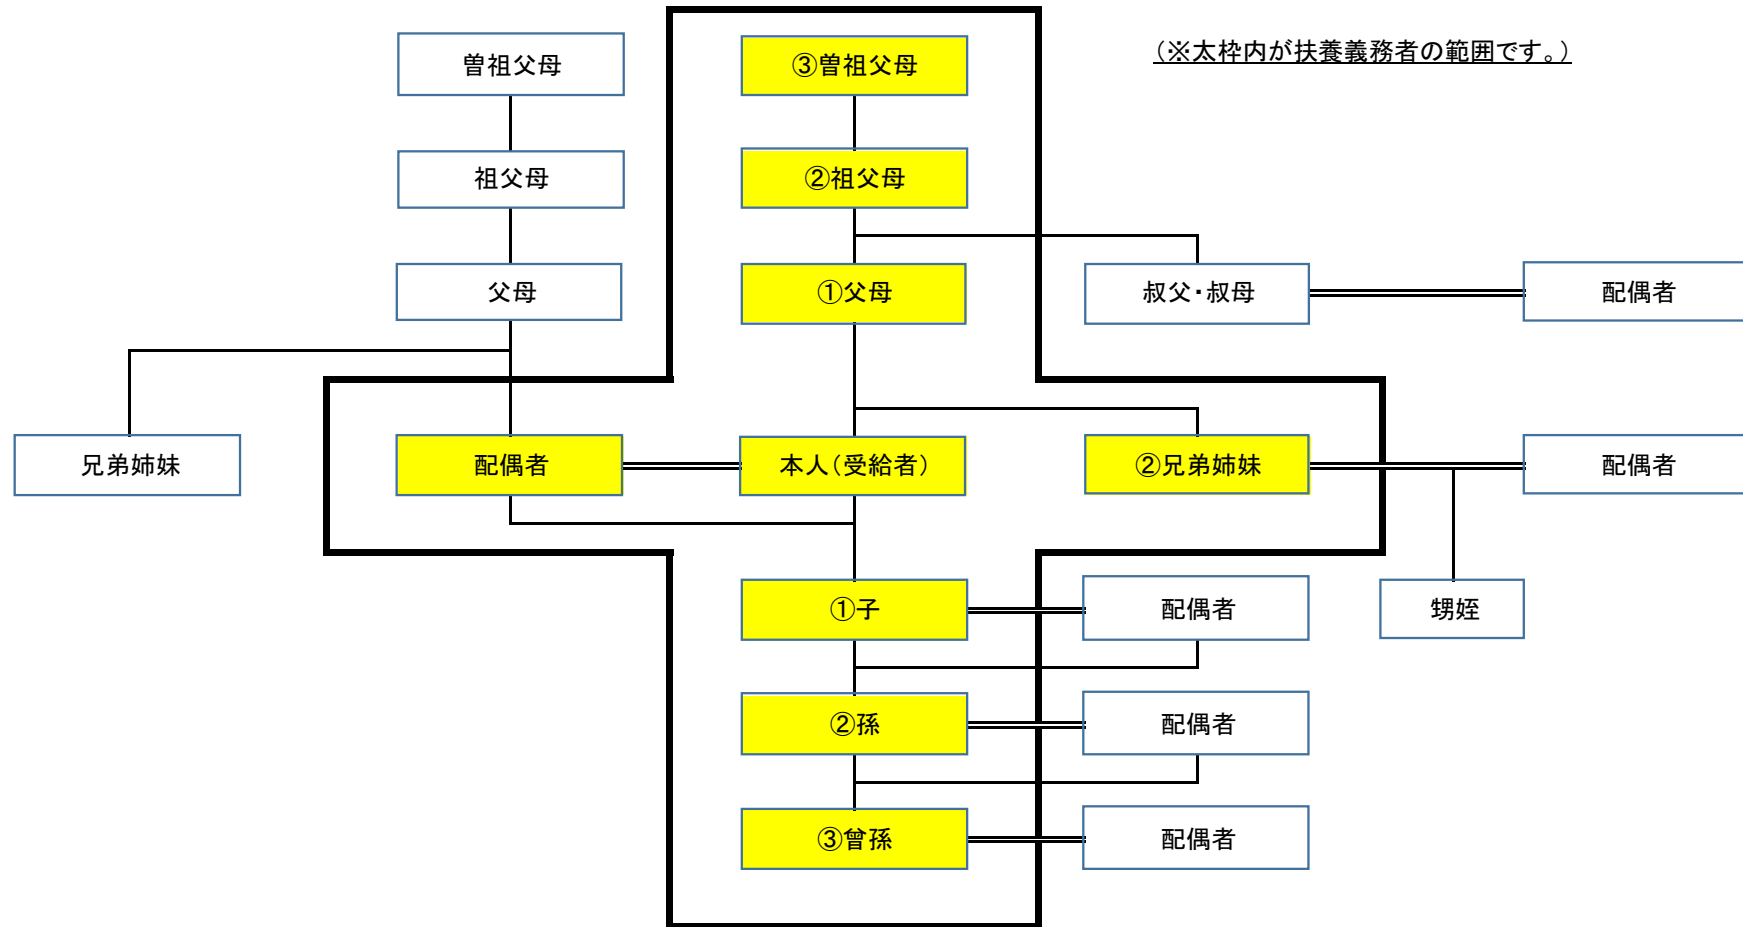 (※太枠内が扶養義務者の範囲です。)
曽祖父母
③曽祖父母
祖父母
②祖父母
父母
①父母
叔父・叔母
配偶者
兄弟姉妹
配偶者
本人(受給者)
②兄弟姉妹
配偶者
①子
配偶者
甥姪
②孫
配偶者
③曾孫
配偶者